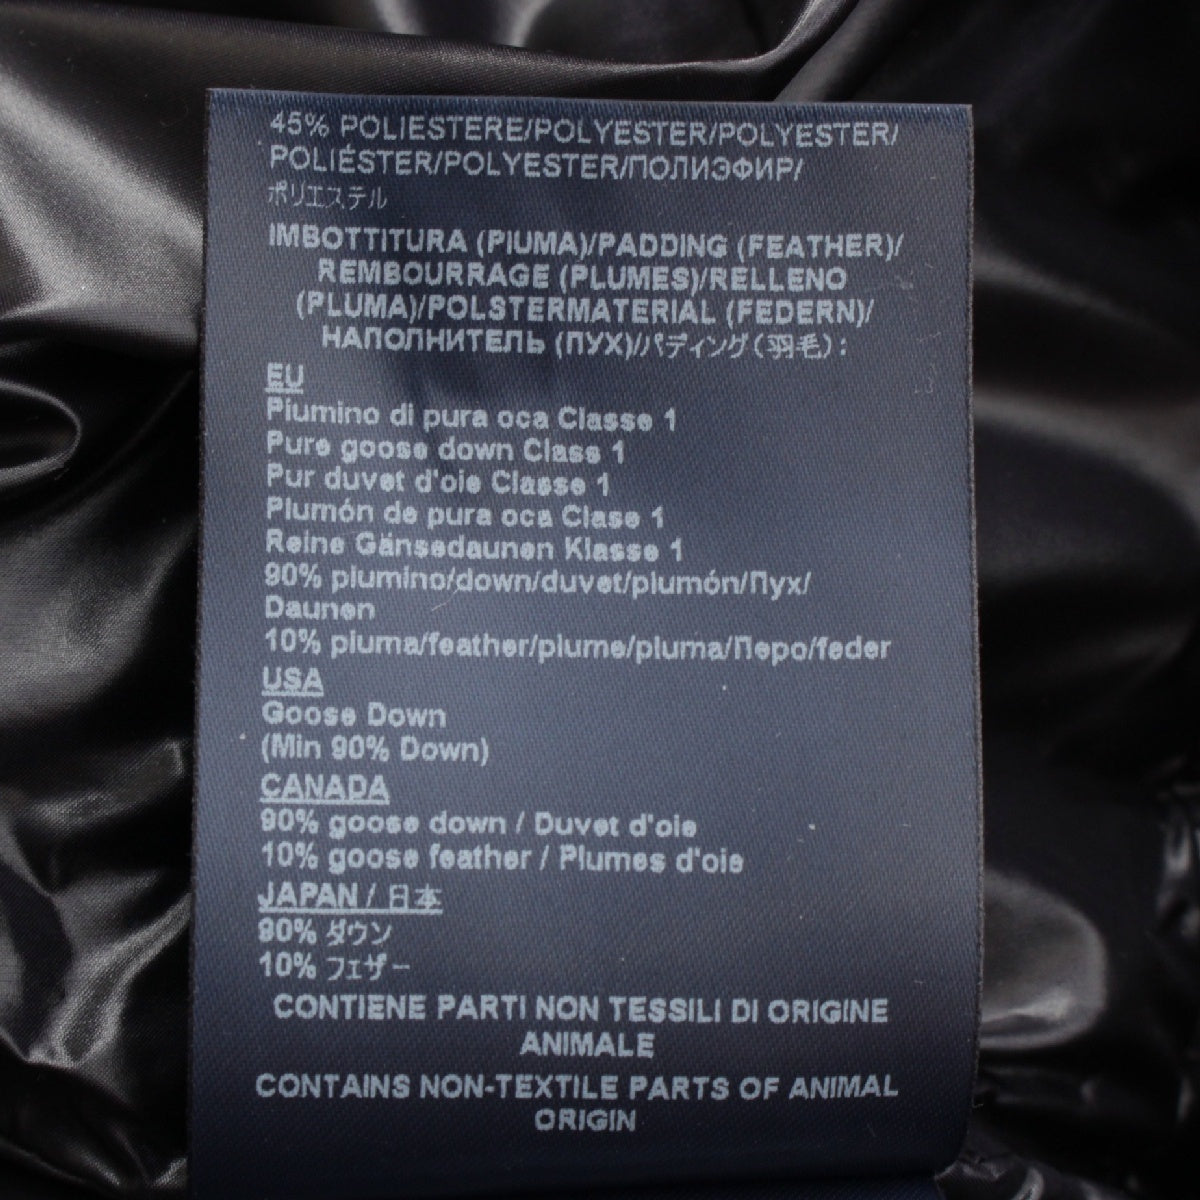 45% POLIESTERE/POLYESTER/POLYESTER/
POLIÉSTER/POLYESTER/ПОЛИЭФИР/
ポリエステル
IMBOTTITURA (PIUMA)/PADDING (FEATHER)/
REMBOURRAGE (PLUMES)/RELLENO
(PLUMA)/POLSTERMATERIAL (FEDERN)/
НАПОЛНИТЕЛЬ (ПУХ)/パディング(羽毛):
EU
Piumino di pura oca Classe 1
Pure goose down Class 1
Pur duvet d'oie Classe 1
Plumón de pura oca Clase 1
Reine Gänsedaunen Klasse 1
90% piumino/down/duvet/plumón/Пух/
Daunen
10% piuma/feather/plume/pluma/Перо/feder
USA
Goose Down
(Min 90% Down)
CANADA
90% goose down / Duvet d'oie
10% goose feather / Plumes d'oie
JAPAN / 日本
90% ダウン
10% フェザー
CONTIENE PARTI NON TESSILI DI ORIGINE
ANIMALE
CONTAINS NON-TEXTILE PARTS OF ANIMAL
ORIGIN